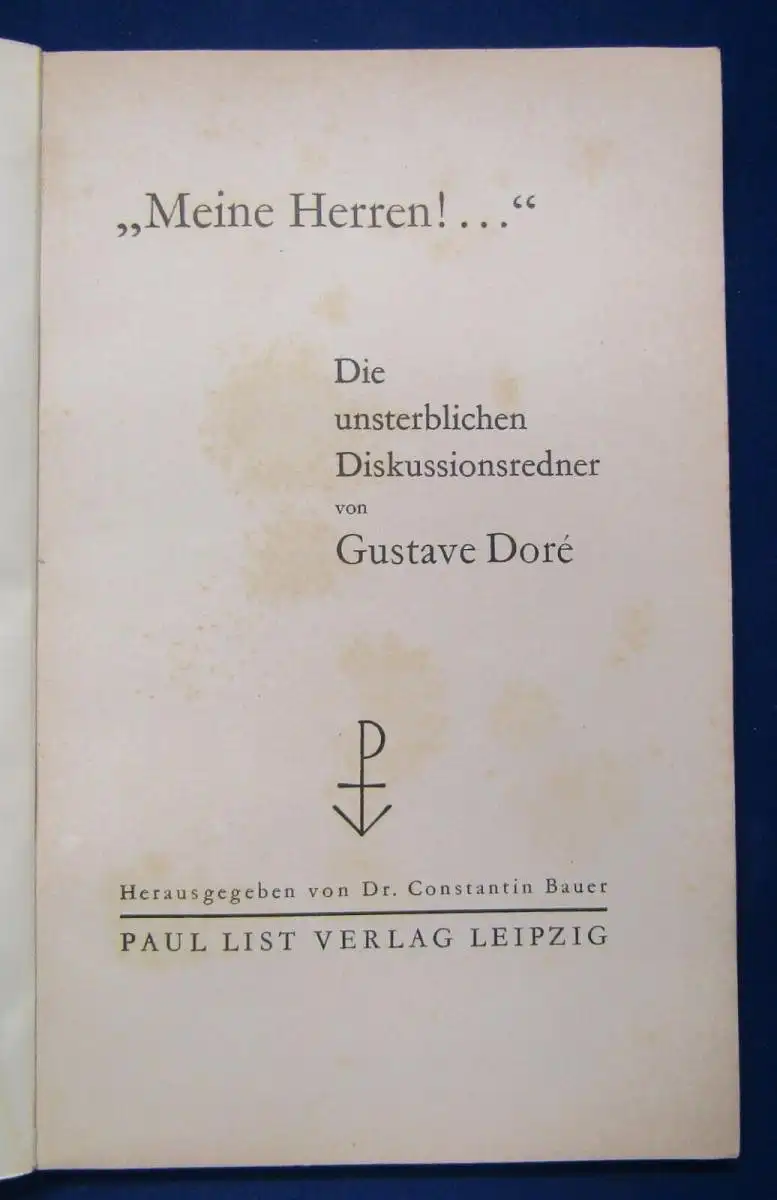 „Meine Herren!...“
Die
unsterblichen
Diskussionsredner
von
Gustave Doré
P
Herausgegeben von Dr. Constantin Bauer
PAUL LIST VERLAG LEIPZIG